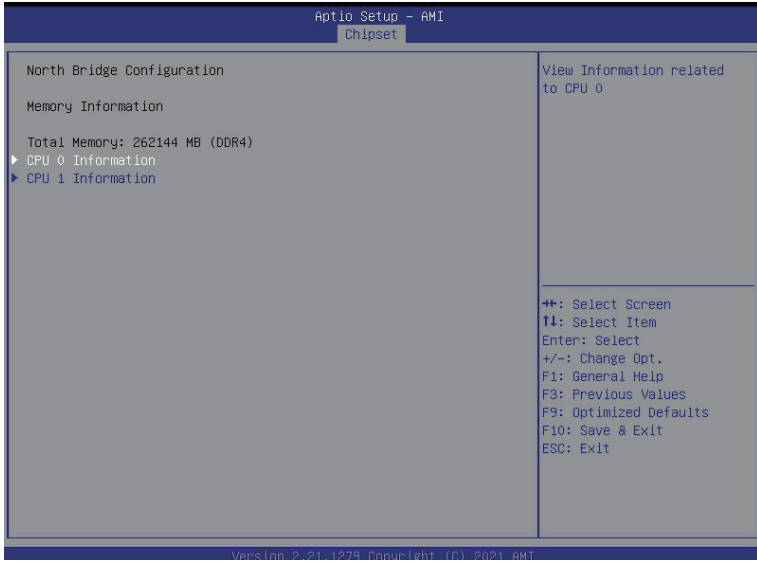 Aptio Setup – AMI
Chipset
North Bridge Configuration
Memory Information
Total Memory: 262144 MB (DDR4)
CPU 0 Information
CPU 1 Information
View Information related
to CPU 0
→←: Select Screen
↑↓: Select Item
Enter: Select
+/-: Change Opt.
F1: General Help
F3: Previous Values
F9: Optimized Defaults
F10: Save & Exit
ESC: Exit
Version 2.21.1279 Copyright (C) 2021 AMI